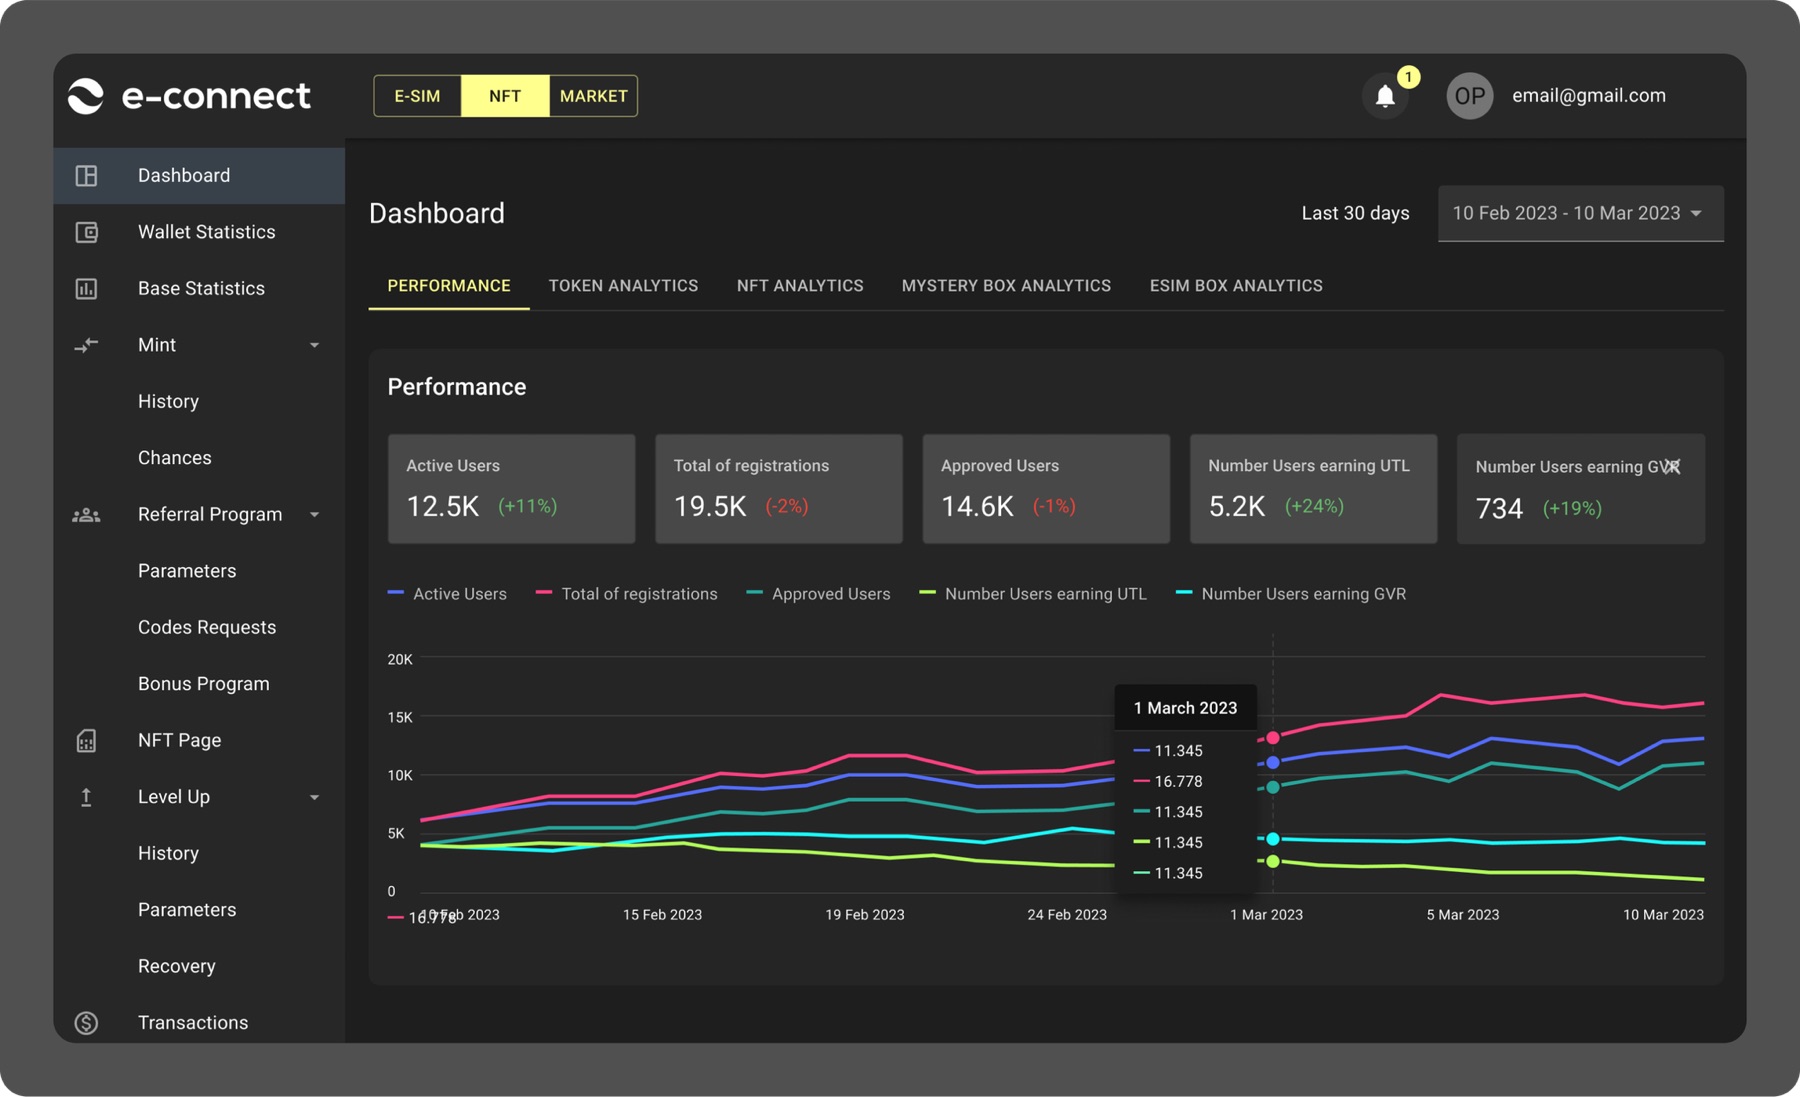 e-connect
E-SIM
NFT
MARKET
1
OP
email@gmail.com
Dashboard
Wallet Statistics
Base Statistics
Mint
History
Chances
Referral Program
Parameters
Codes Requests
Bonus Program
NFT Page
Level Up
History
Parameters
Recovery
Transactions
Dashboard
Last 30 days
10 Feb 2023 - 10 Mar 2023
PERFORMANCE
TOKEN ANALYTICS
NFT ANALYTICS
MYSTERY BOX ANALYTICS
ESIM BOX ANALYTICS
Performance
Active Users
12.5K (+11%)
Total of registrations
19.5K (-2%)
Approved Users
14.6K (-1%)
Number Users earning UTL
5.2K (+24%)
Number Users earning GVR
734 (+19%)
Active Users
Total of registrations
Approved Users
Number Users earning UTL
Number Users earning GVR
20K
15K
10K
5K
0
1 March 2023
11.345
16.778
11.345
11.345
11.345
16.778
10 Feb 2023
15 Feb 2023
19 Feb 2023
24 Feb 2023
1 Mar 2023
5 Mar 2023
10 Mar 2023